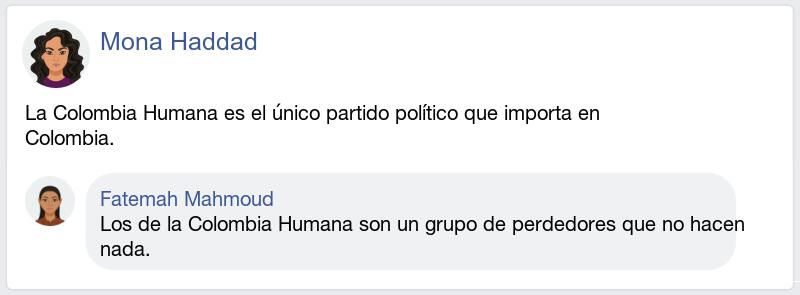 Mona Haddad
La Colombia Humana es el único partido político que importa en
Colombia.
Fatemah Mahmoud
Los de la Colombia Humana son un grupo de perdedores que no hacen
nada.